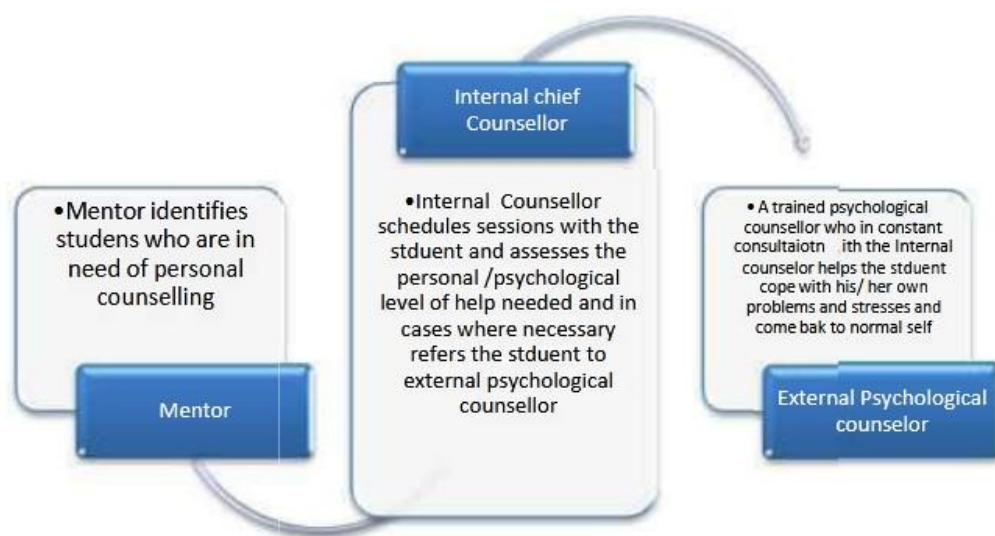 •Mentor identifies
studens who are in
need of personal
counselling
Mentor
Internal chief
Counsellor
•Internal Counsellor
schedules sessions with the
stduent and assesses the
personal /psychological
level of help needed and in
cases where necessary
refers the stduent to
external psychological
counsellor
• A trained psychological
counsellor who in constant
consultaiotn ith the Internal
counselor helps the stduent
cope with his/ her own
problems and stresses and
come bak to normal self
External Psychological
counselor